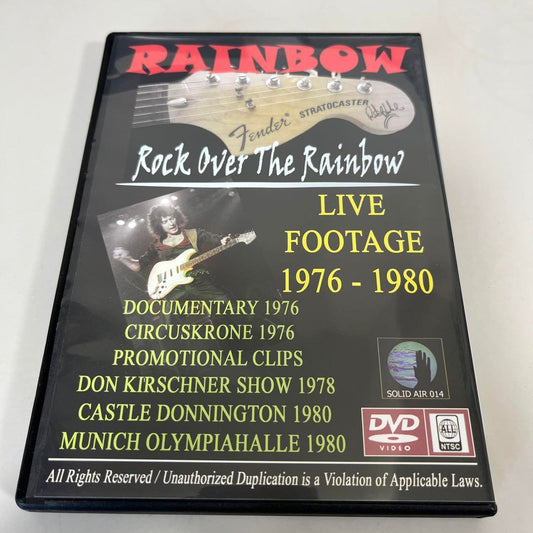 RAINBOW
Fender STRATOCASTER
Rock Over The Rainbow
LIVE
FOOTAGE
1976 - 1980
DOCUMENTARY 1976
CIRCUSKRONE 1976
PROMOTIONAL CLIPS
DON KIRSCHNER SHOW 1978
CASTLE DONNINGTON 1980
MUNICH OLYMPIAHALLE 1980
SOLID AIR 014
DVD
VIDEO
ALL
NTSC
All Rights Reserved / Unauthorized Duplication is a Violation of Applicable Laws.